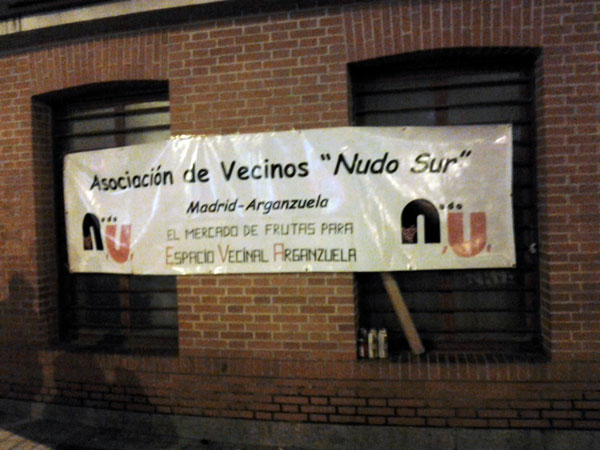 Asociación de Vecinos "Nudo Sur"
Madrid-Arganzuela
EL MERCADO DE FRUTAS PARA
ESPACIO VECINAL ARGANZUELA